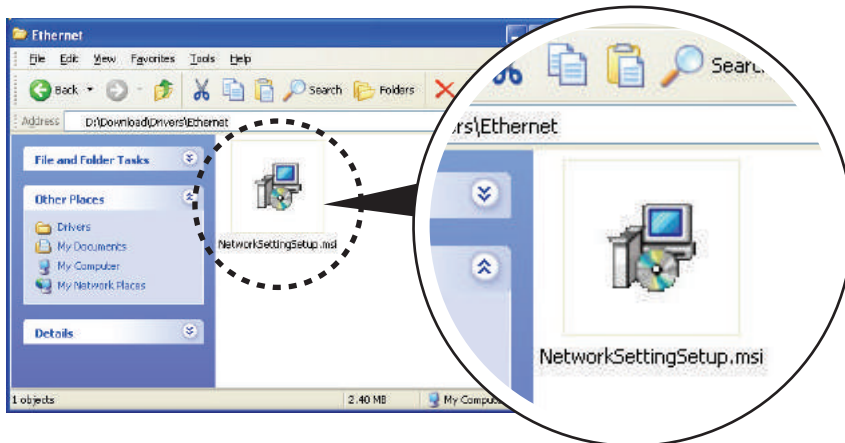 Ethernet
File Edit View Favorites Tools Help
Back Search Folders
Address D:\Download\Drivers\Ethernet
File and Folder Tasks
Other Places
Drivers
My Documents
My Computer
My Network Places
Details
NetworkSettingSetup.msi
1 objects 2.40 MB My Compute
Searc
rs\Ethernet
NetworkSettingSetup.msi